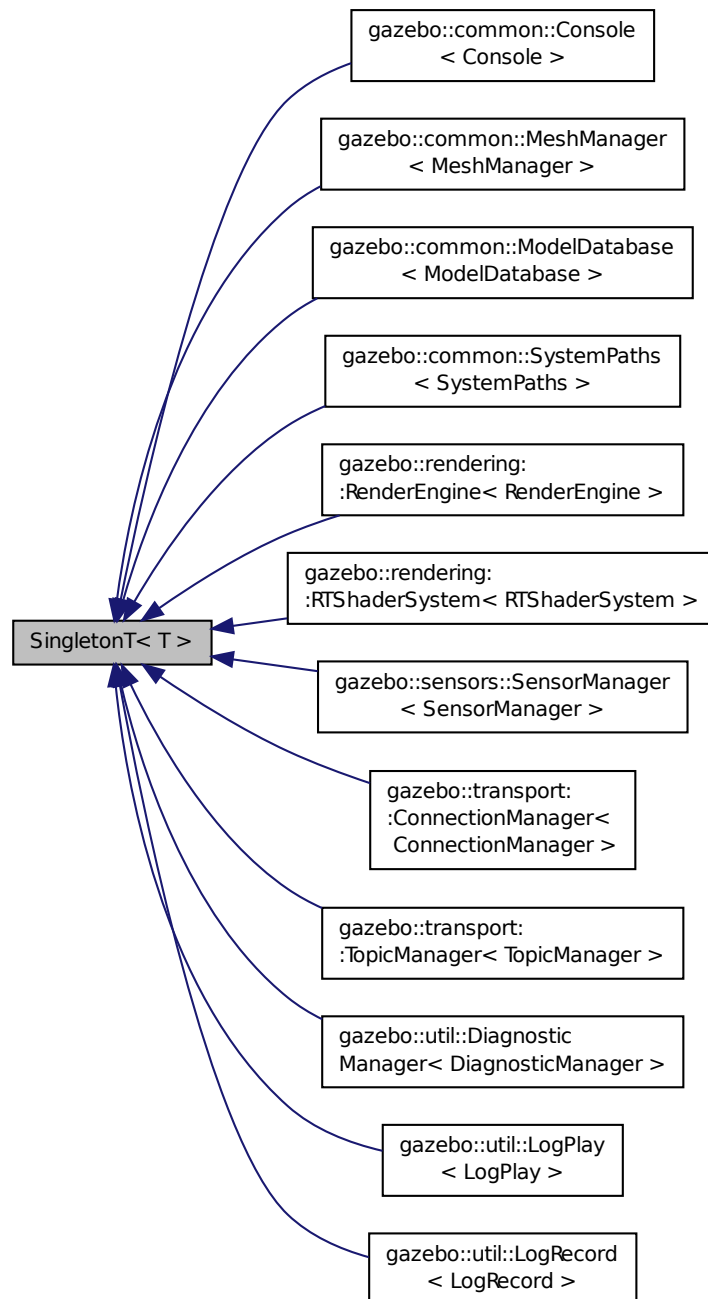 gazebo::common::Console
< Console >
gazebo::common::MeshManager
< MeshManager >
gazebo::common::ModelDatabase
< ModelDatabase >
gazebo::common::SystemPaths
< SystemPaths >
gazebo::rendering:
:RenderEngine< RenderEngine >
gazebo::rendering:
:RTShaderSystem< RTShaderSystem >
SingletonT< T >
gazebo::sensors::SensorManager
< SensorManager >
gazebo::transport:
:ConnectionManager<
ConnectionManager >
gazebo::transport:
:TopicManager< TopicManager >
gazebo::util::Diagnostic
Manager< DiagnosticManager >
gazebo::util::LogPlay
< LogPlay >
gazebo::util::LogRecord
< LogRecord >